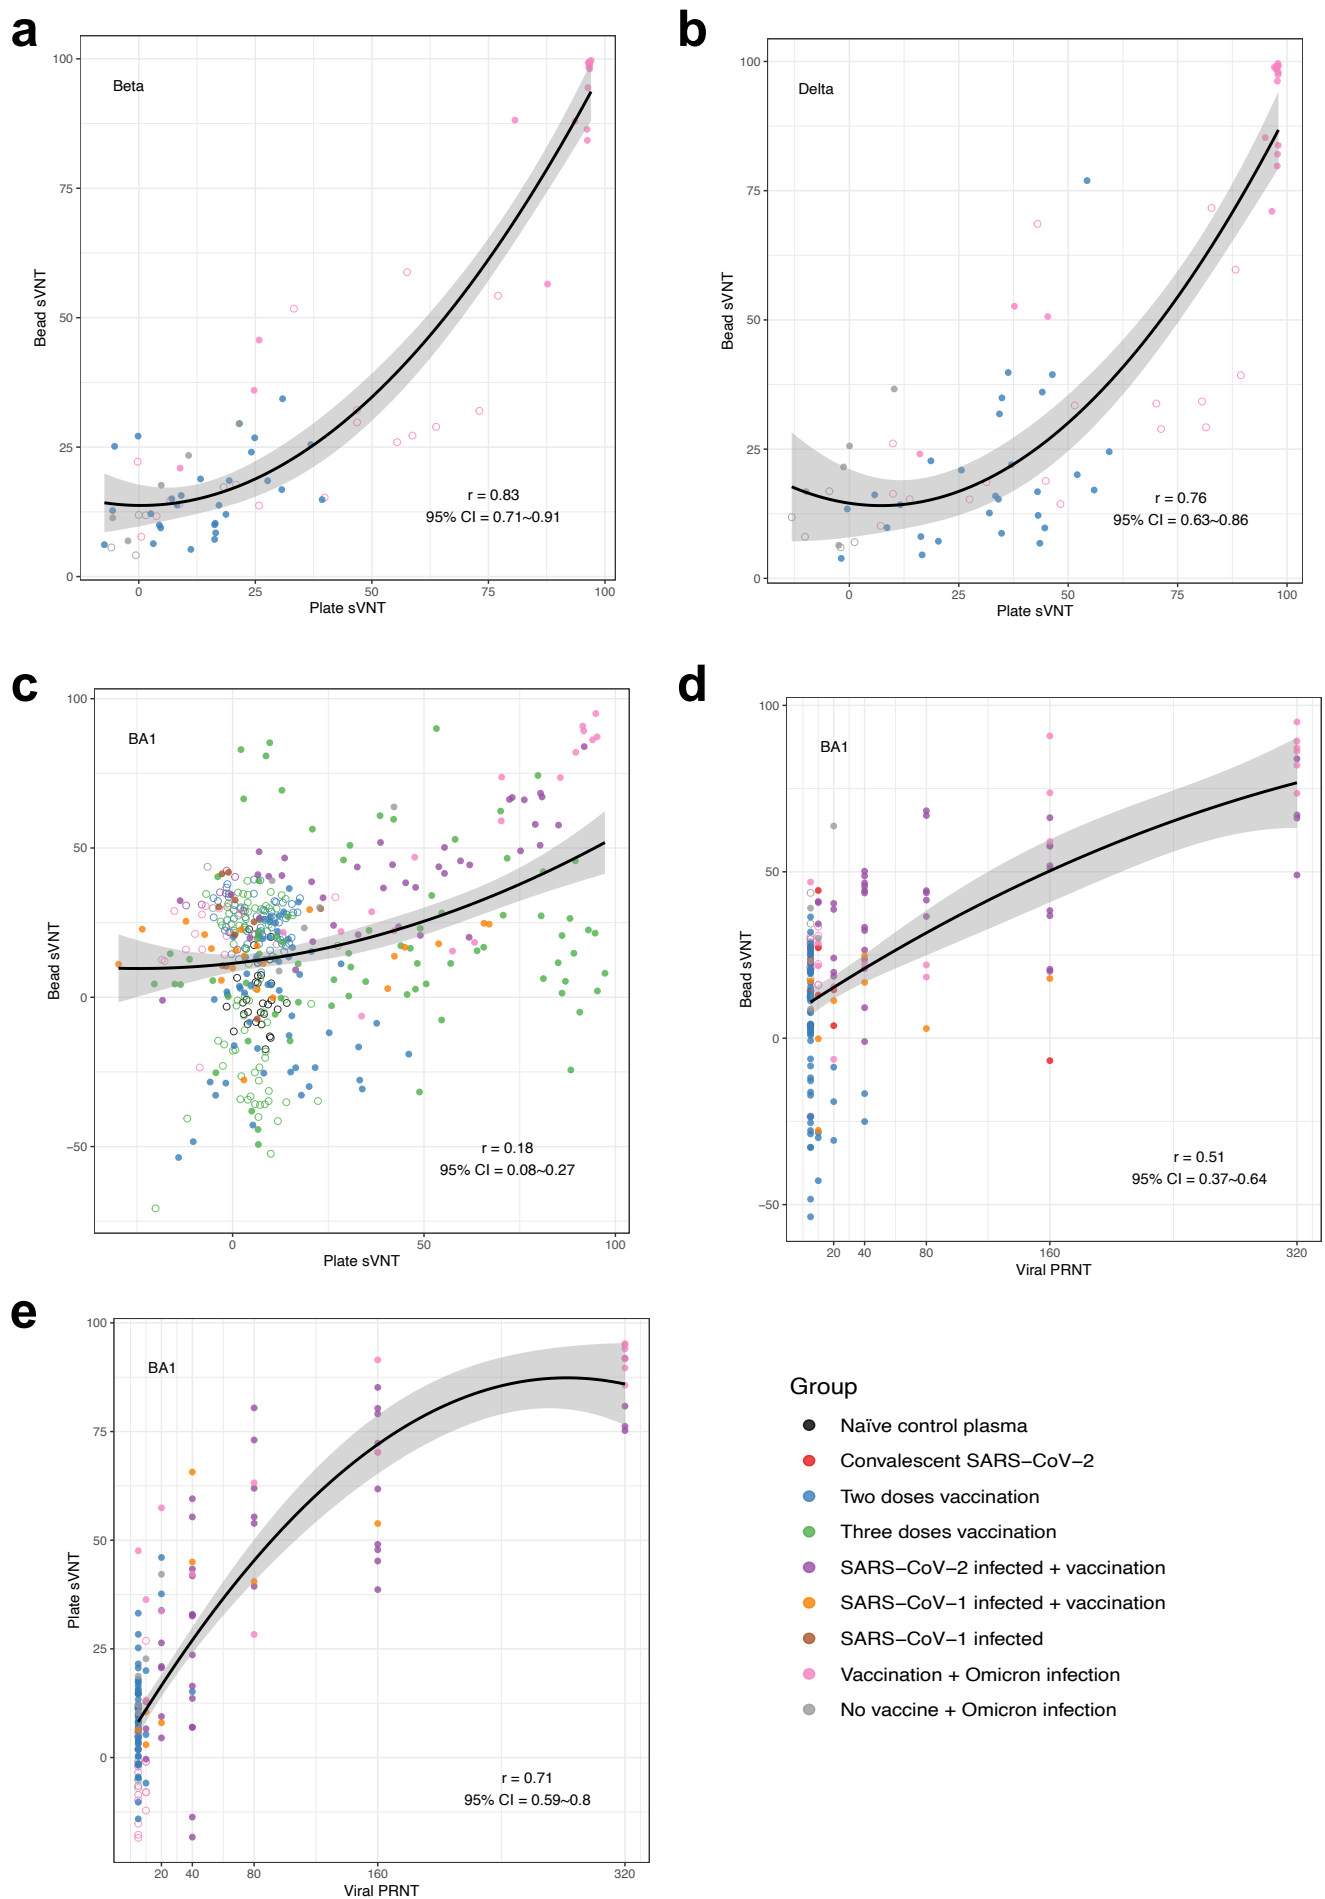 a
Beta
100
75
50
25
0
Bead sVNT
r = 0.83
95% CI = 0.71~0.91
0
25
50
75
100
Plate sVNT
b
Delta
100
75
50
25
0
Bead sVNT
r = 0.76
95% CI = 0.63~0.86
0
25
50
75
100
Plate sVNT
c
BA1
100
50
0
−50
Bead sVNT
r = 0.18
95% CI = 0.08~0.27
0
50
100
Plate sVNT
d
BA1
100
50
0
−50
Bead sVNT
r = 0.51
95% CI = 0.37~0.64
20
40
80
160
320
Viral PRNT
e
BA1
100
75
50
25
0
Plate sVNT
r = 0.71
95% CI = 0.59~0.8
20
40
80
160
320
Viral PRNT
Group
Naïve control plasma
Convalescent SARS−CoV−2
Two doses vaccination
Three doses vaccination
SARS−CoV−2 infected + vaccination
SARS−CoV−1 infected + vaccination
SARS−CoV−1 infected
Vaccination + Omicron infection
No vaccine + Omicron infection